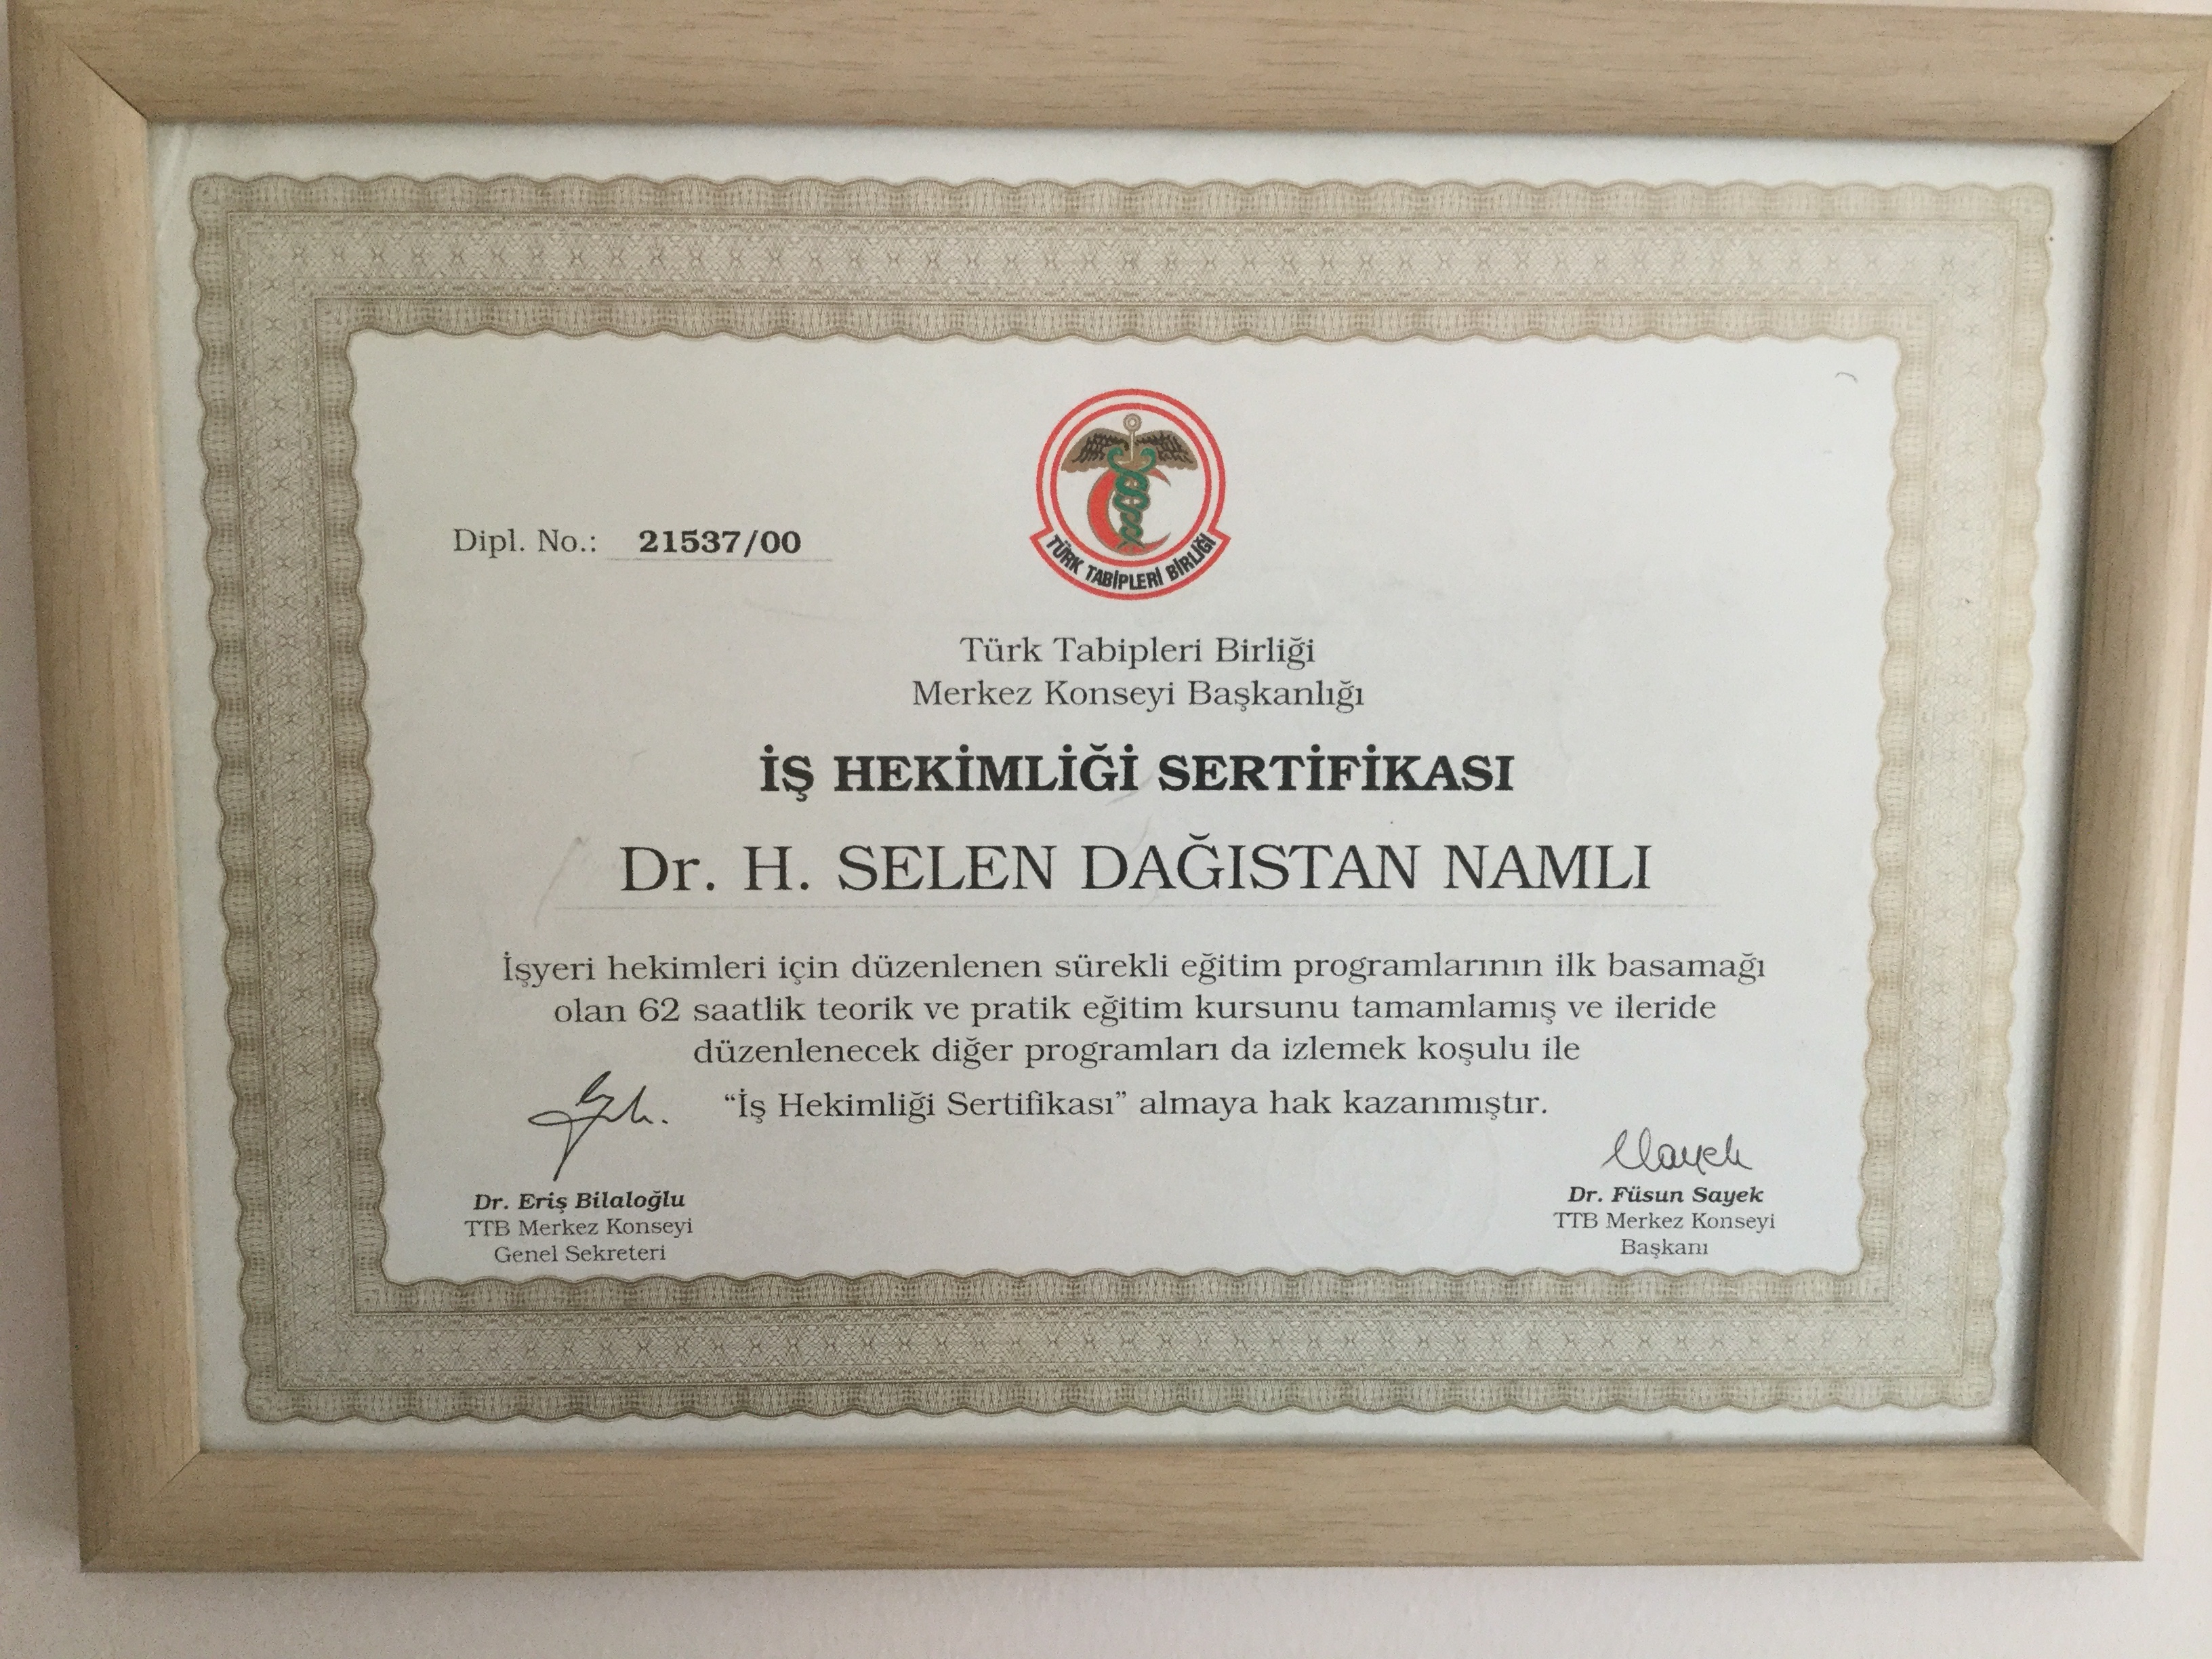 TÜRK TABİPLERİ BİRLİĞİ
Dipl. No.: 21537/00
Türk Tabipleri Birliği
Merkez Konseyi Başkanlığı
İŞ HEKİMLİĞİ SERTİFİKASI
Dr. H. SELEN DAĞISTAN NAMLI
İşyeri hekimleri için düzenlenen sürekli eğitim programlarının ilk basamağı
olan 62 saatlik teorik ve pratik eğitim kursunu tamamlamış ve ileride
düzenlenecek diğer programları da izlemek koşulu ile
“İş Hekimliği Sertifikası” almaya hak kazanmıştır.
Dr. Eriş Bilaloğlu
TTB Merkez Konseyi
Genel Sekreteri
Dr. Füsun Sayek
TTB Merkez Konseyi
Başkanı